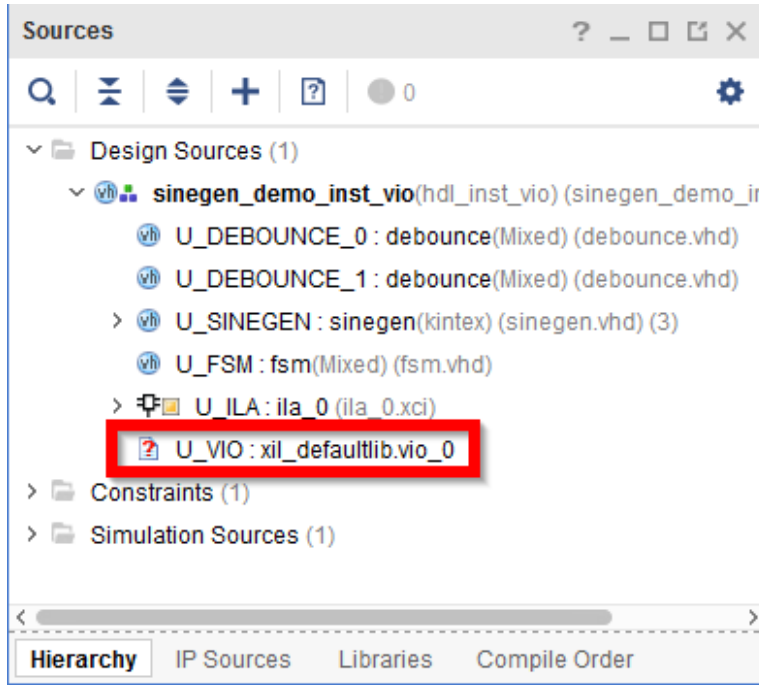 Sources
0
Design Sources (1)
sinegen_demo_inst_vio(hdl_inst_vio) (sinegen_demo_ir
U_DEBOUNCE_0 : debounce(Mixed) (debounce.vhd)
U_DEBOUNCE_1 : debounce(Mixed) (debounce.vhd)
U_SINEGEN : sinegen(kintex) (sinegen.vhd) (3)
U_FSM : fsm(Mixed) (fsm.vhd)
U_ILA : ila_0 (ila_0.xci)
U_VIO : xil_defaultlib.vio_0
Constraints (1)
Simulation Sources (1)
Hierarchy IP Sources Libraries Compile Order